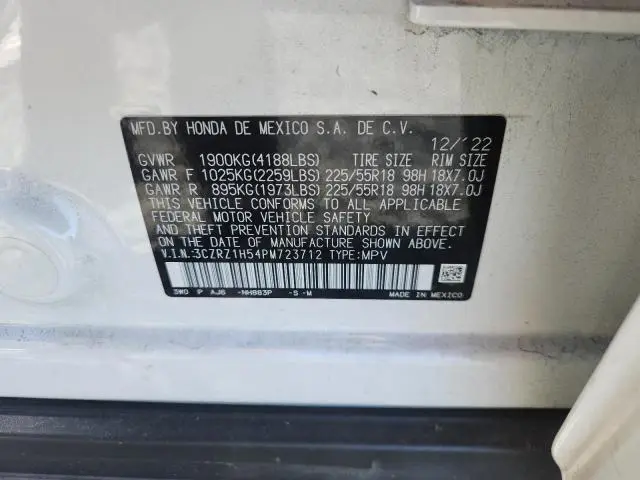 MFD.BY HONDA DE MEXICO S.A. DE C.V.
12/'22
GVWR 1900KG(4188LBS) TIRE SIZE RIM SIZE
GAWR F 1025KG(2259LBS) 225/55R18 98H 18X7.0J
GAWR R 895KG(1973LBS) 225/55R18 98H 18X7.0J
THIS VEHICLE CONFORMS TO ALL APPLICABLE
FEDERAL MOTOR VEHICLE SAFETY
AND THEFT PREVENTION STANDARDS IN EFFECT
ON THE DATE OF MANUFACTURE SHOWN ABOVE.
V.I.N.:3CZRZ1H54PM723712 TYPE:MPV
3W0 P AJ6 -NH883P -S -M
MADE IN MEXICO